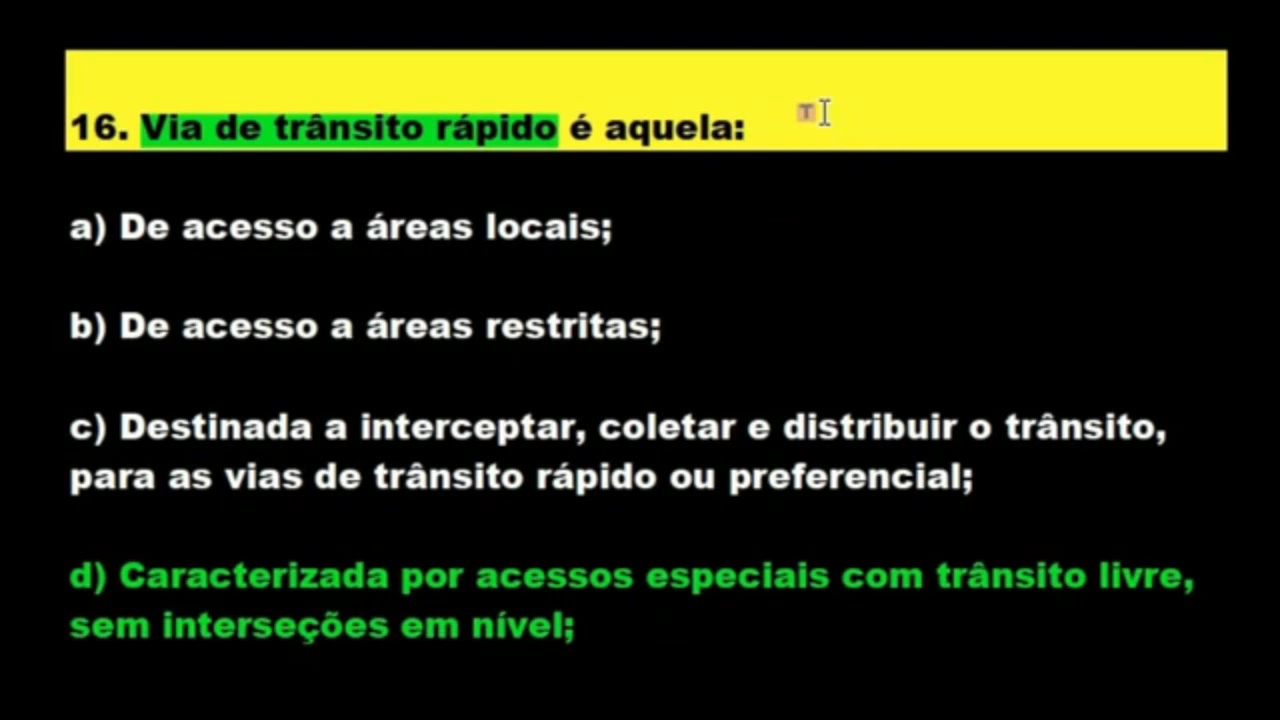 16. Via de trânsito rápido é aquela:
a) De acesso a áreas locais;
b) De acesso a áreas restritas;
c) Destinada a interceptar, coletar e distribuir o trânsito,
para as vias de trânsito rápido ou preferencial;
d) Caracterizada por acessos especiais com trânsito livre,
sem interseções em nível;